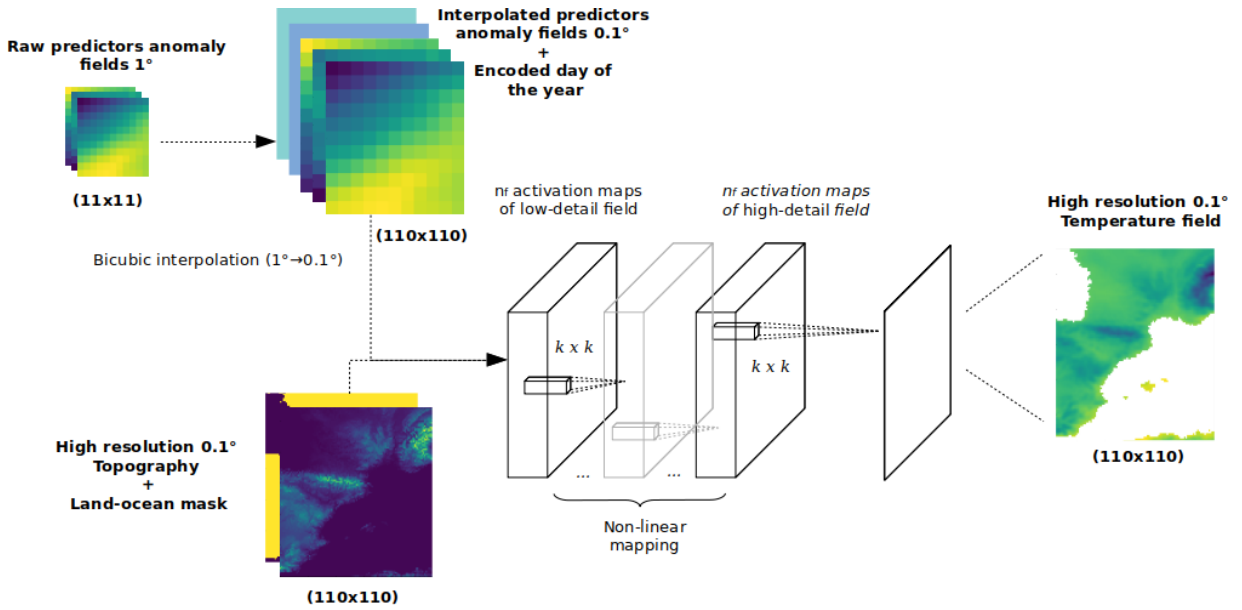 Raw predictors anomaly
fields 1°
(11x11)
Interpolated predictors
anomaly fields 0.1°
+
Encoded day of
the year
(110x110)
Bicubic interpolation (1°→0.1°)
High resolution 0.1°
Topography
+
Land-ocean mask
(110x110)
nf activation maps
of low-detail field
nf activation maps
of high-detail field
k x k
k x k
... ...
Non-linear
mapping
High resolution 0.1°
Temperature field
(110x110)